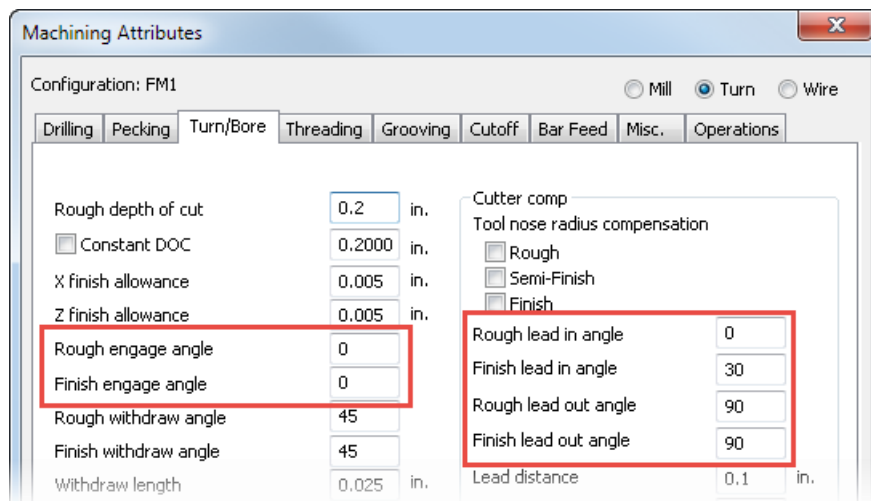 Machining Attributes
Configuration: FM1
Mill Turn Wire
Drilling Pecking Turn/Bore Threading Grooving Cutoff Bar Feed Misc. Operations
Rough depth of cut 0.2 in.
Constant DOC 0.2000 in.
X finish allowance 0.005 in.
Z finish allowance 0.005 in.
Rough engage angle 0
Finish engage angle 0
Rough withdraw angle 45
Finish withdraw angle 45
Withdraw length 0.025 in.
Cutter comp
Tool nose radius compensation
Rough
Semi-Finish
Finish
Rough lead in angle 0
Finish lead in angle 30
Rough lead out angle 90
Finish lead out angle 90
Lead distance 0.1 in.